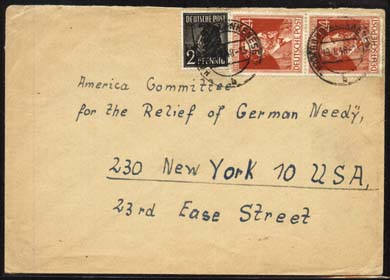 DEUTSCHE POST
2 PFENNIG
24 DEUTSCHE POST
24 DEUTSCHE POST
America Committee
for the Relief of German Needy,
230 New York 10 USA,
23rd Ease Street